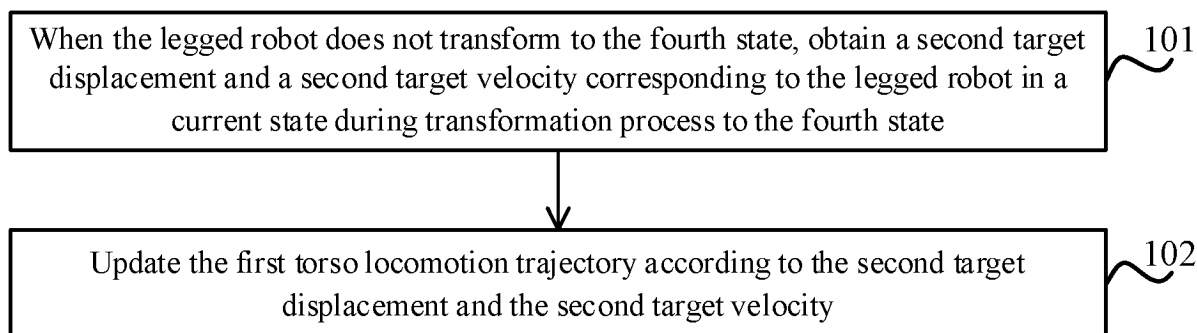 When the legged robot does not transform to the fourth state, obtain a second target
displacement and a second target velocity corresponding to the legged robot in a
current state during transformation process to the fourth state
101
Update the first torso locomotion trajectory according to the second target
displacement and the second target velocity
102